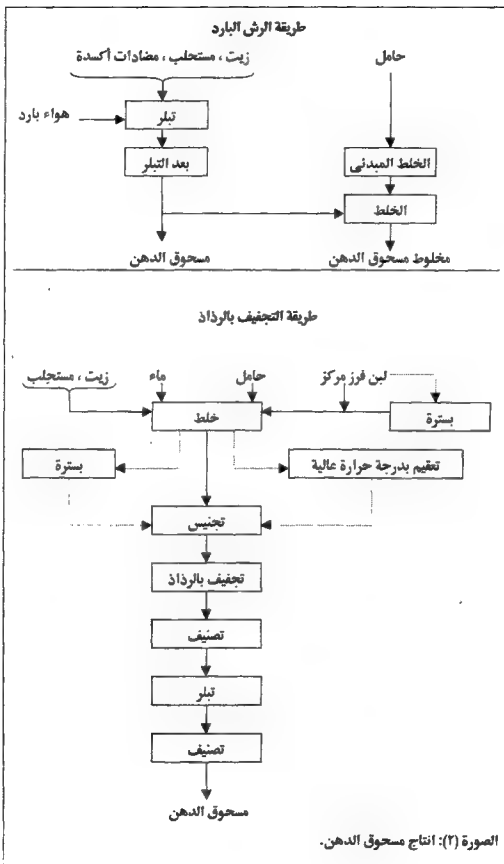 طريقة الرش البارد
زيت ، مستحلب ، مضادات أكسدة
حامل
هواء بارد
تبلر
بعد التبلر
الخلط المبدئى
الخلط
مسحوق الدهن
مخلوط مسحوق الدهن
طريقة التجفيف بالرذاذ
زيت ، مستحلب
ماء
حامل
لبن فرز مركز
خلط
بسترة
بسترة
تعقيم بدرجة حرارة عالية
تجنيس
تجفيف بالرذاذ
تصنيف
تبلر
تصنيف
مسحوق الدهن
الصورة (٢): انتاج مسحوق الدهن.